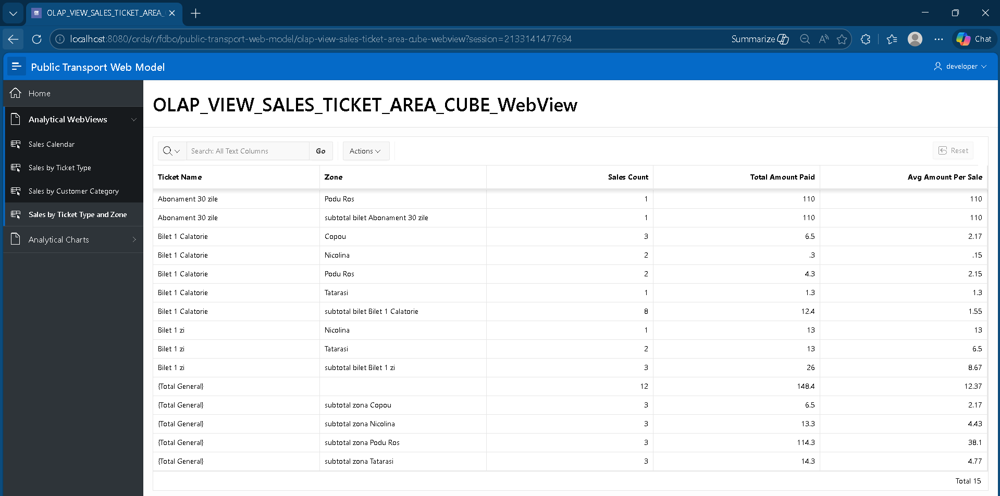 OLAP_VIEW_SALES_TICKET_AREA_
localhost:8080/ords/r/fdbo/public-transport-web-model/olap-view-sales-ticket-area-cube-webview?session=2133141477694
Summarize
Chat
Public Transport Web Model
developer
Home
Analytical WebViews
Sales Calendar
Sales by Ticket Type
Sales by Customer Category
Sales by Ticket Type and Zone
Analytical Charts
OLAP_VIEW_SALES_TICKET_AREA_CUBE_WebView
Search: All Text Columns Go Actions Reset
Ticket Name Zone Sales Count Total Amount Paid Avg Amount Per Sale
Abonament 30 zile Podu Ros 1 110 110
Abonament 30 zile subtotal bilet Abonament 30 zile 1 110 110
Bilet 1 Calatorie Copou 3 6.5 2.17
Bilet 1 Calatorie Nicolina 2 .3 .15
Bilet 1 Calatorie Podu Ros 2 4.3 2.15
Bilet 1 Calatorie Tatarasi 1 1.3 1.3
Bilet 1 Calatorie subtotal bilet Bilet 1 Calatorie 8 12.4 1.55
Bilet 1 zi Nicolina 1 13 13
Bilet 1 zi Tatarasi 2 13 6.5
Bilet 1 zi subtotal bilet Bilet 1 zi 3 26 8.67
{Total General} 12 148.4 12.37
{Total General} subtotal zona Copou 3 6.5 2.17
{Total General} subtotal zona Nicolina 3 13.3 4.43
{Total General} subtotal zona Podu Ros 3 114.3 38.1
{Total General} subtotal zona Tatarasi 3 14.3 4.77
Total 15